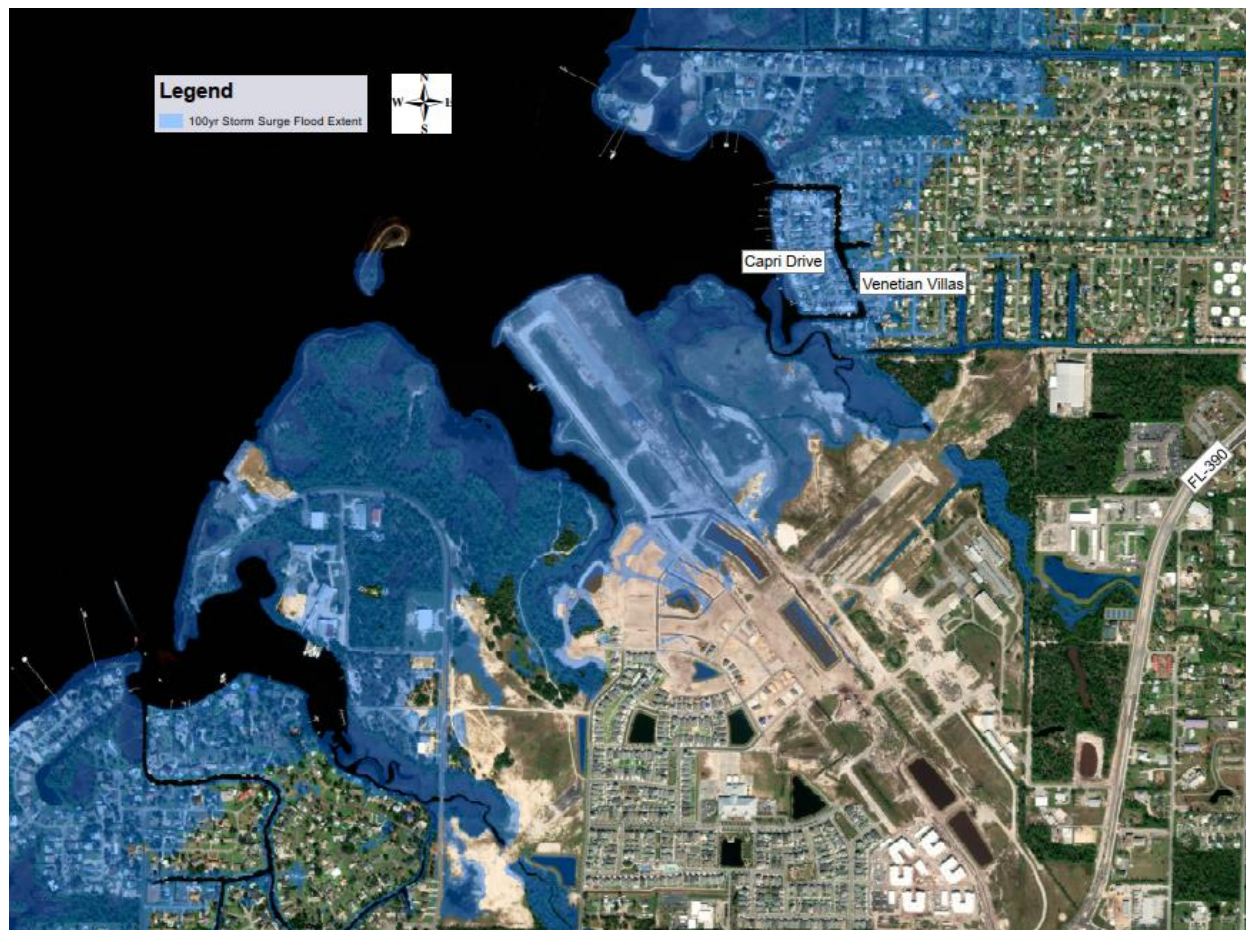 Legend
100yr Storm Surge Flood Extent
N
W
E
S
Capri Drive
Venetian Villas
FL-390